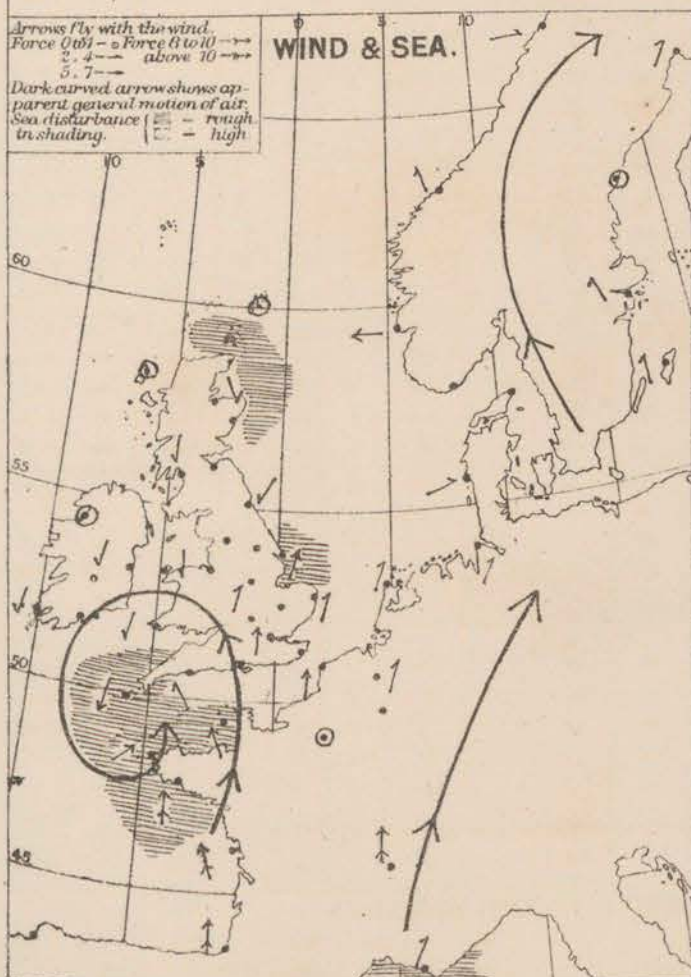 Arrows fly with the wind.
Force 0 to 1 – o Force 8 to 10
2. 4 above 10
5. 7
Dark curved arrow shows ap-
parent general motion of air.
Sea disturbance { – rough
in shading. – high
WIND & SEA.
0
10
10
5
60
55
50
45